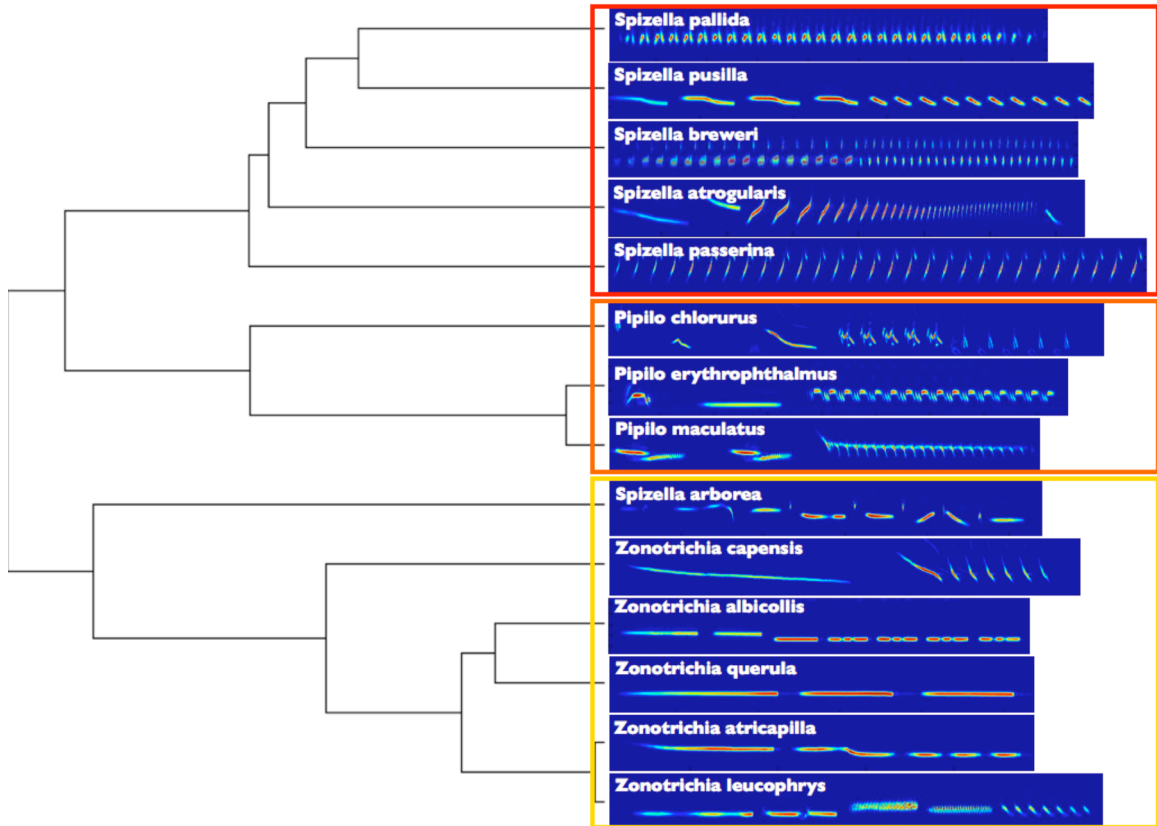 Spizella pallida
Spizella pusilla
Spizella breweri
Spizella atrogularis
Spizella passerina
Pipilo chlorurus
Pipilo erythrophthalmus
Pipilo maculatus
Spizella arborea
Zonotrichia capensis
Zonotrichia albicollis
Zonotrichia querula
Zonotrichia atricapilla
Zonotrichia leucophrys